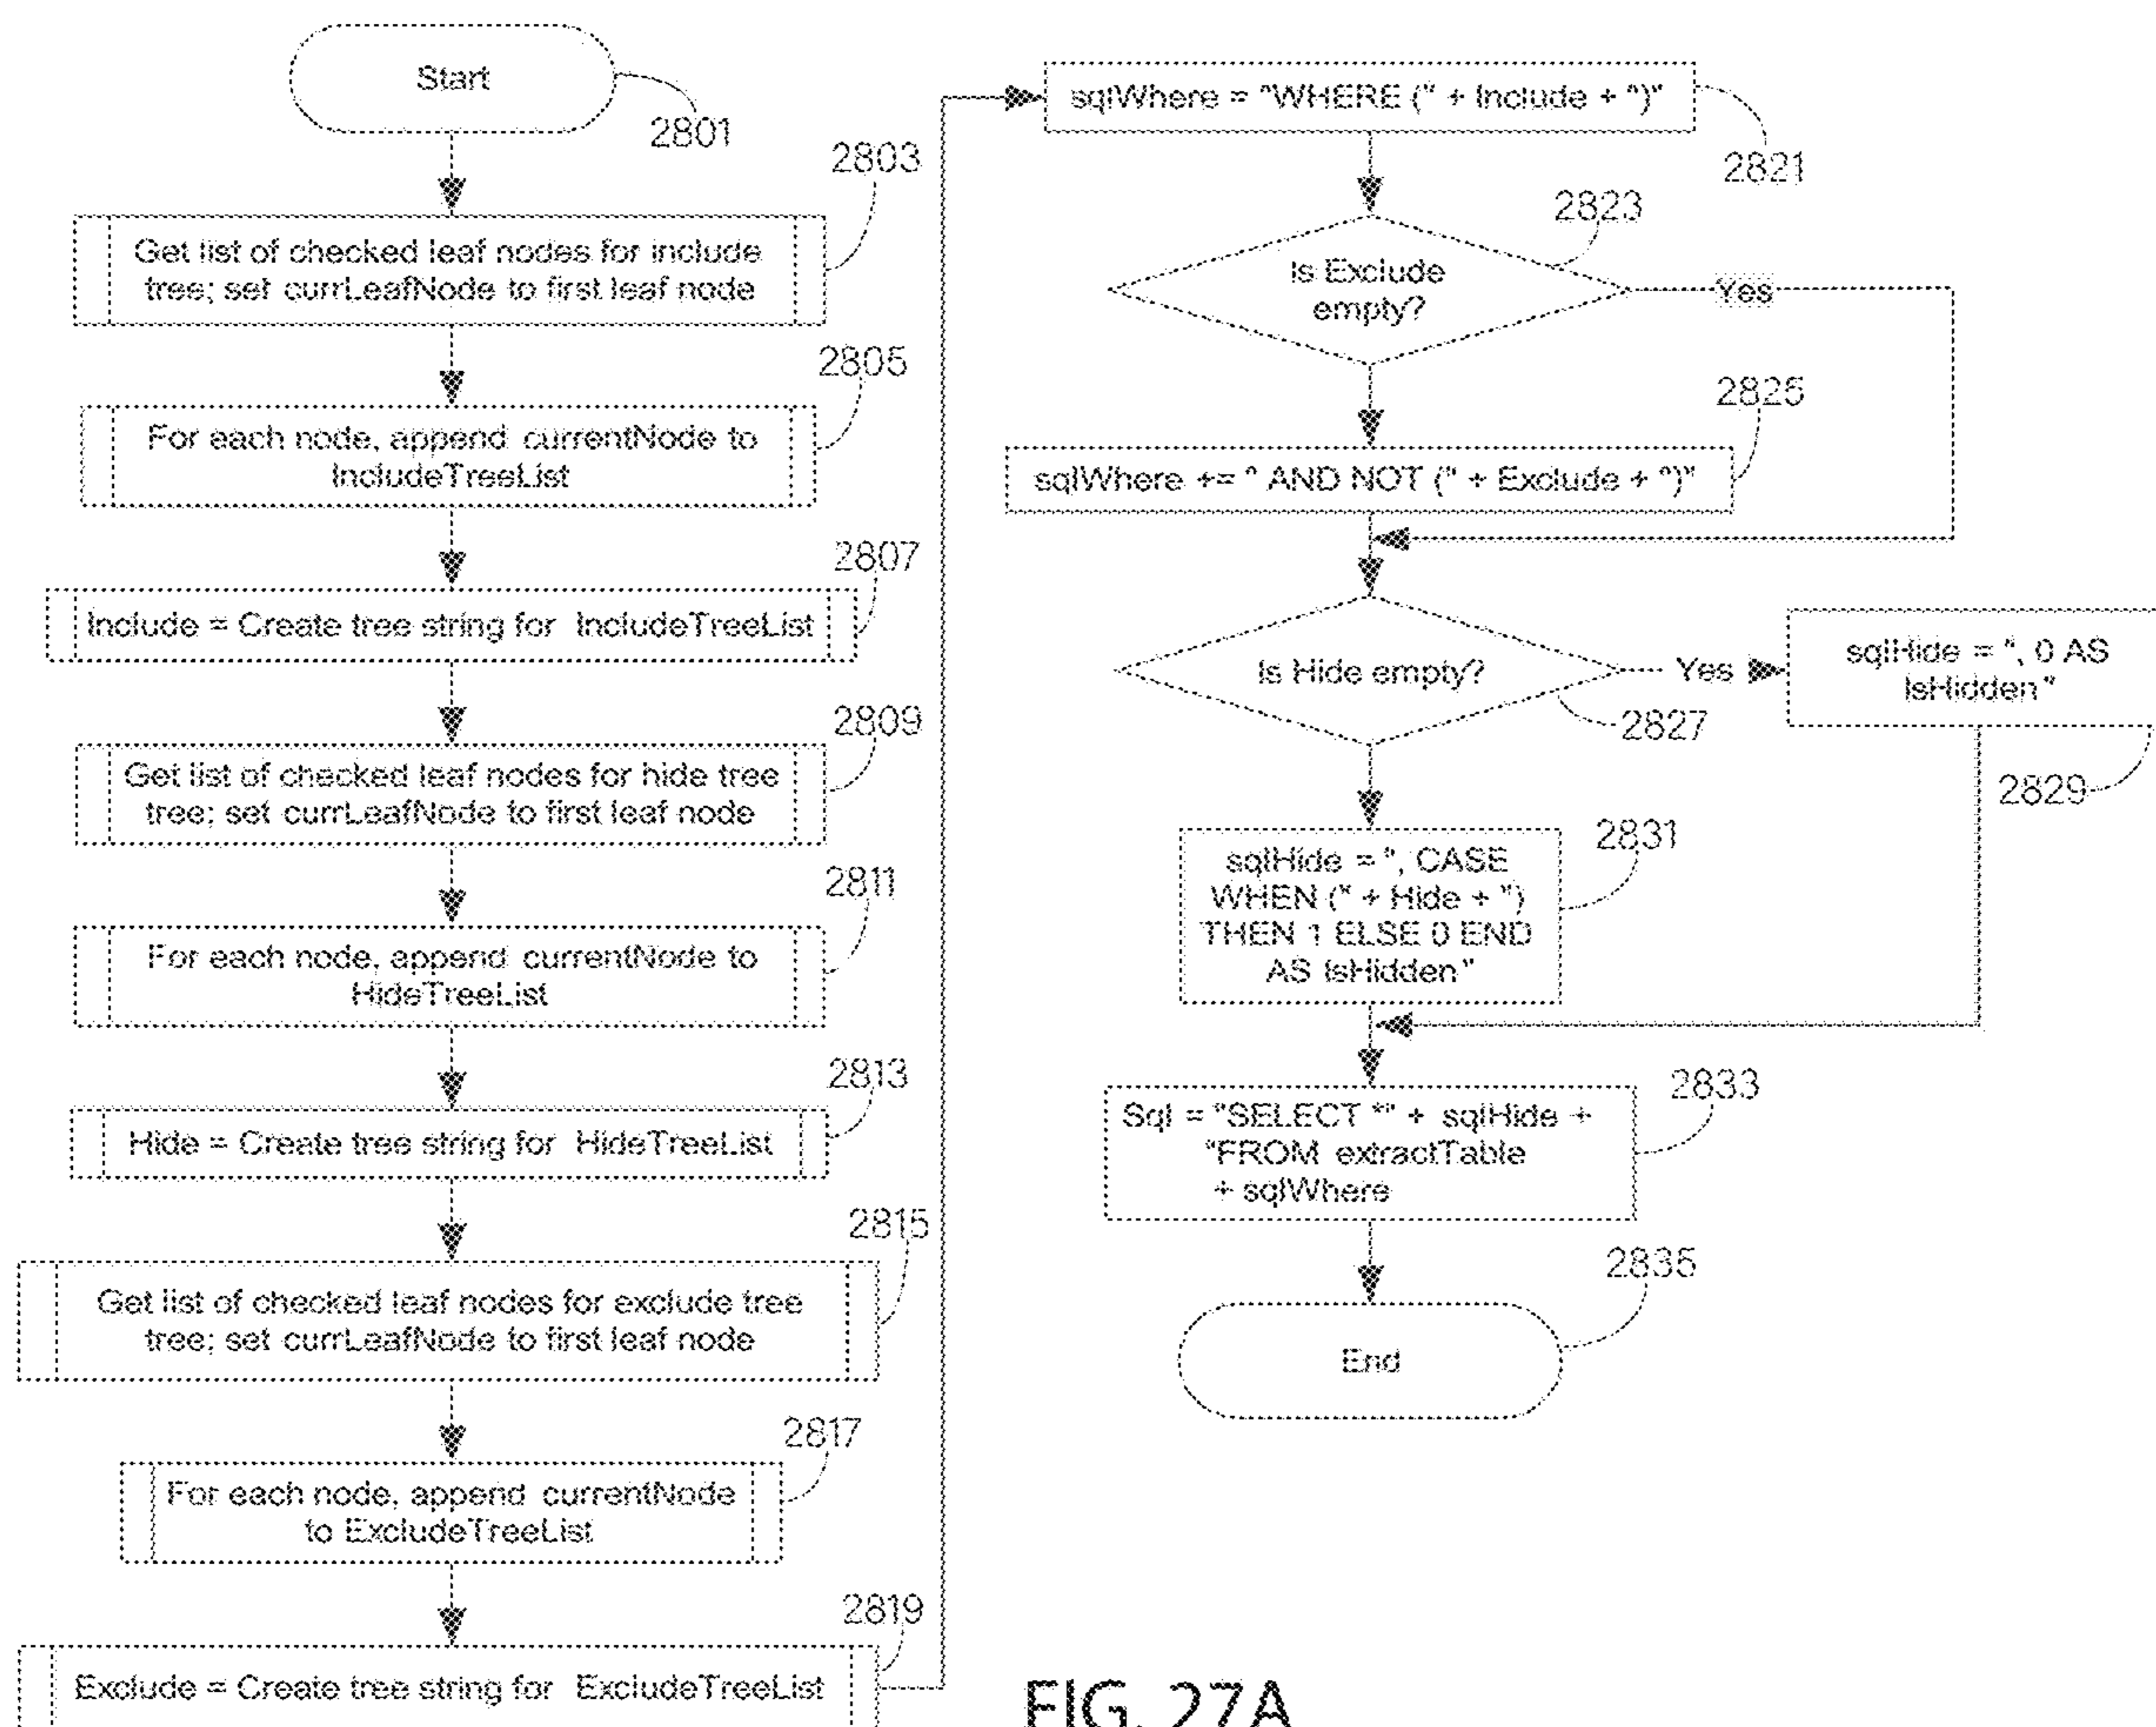 Start
2801
2803
Get list of checked leaf nodes for include
tree; set currLeafNode to first leaf node
2805
For each node, append currentNode to
IncludeTreeList
2807
Include = Create tree string for IncludeTreeList
2809
Get list of checked leaf nodes for hide tree
tree; set currLeafNode to first leaf node
2811
For each node, append currentNode to
HideTreeList
2813
Hide = Create tree string for HideTreeList
2815
Get list of checked leaf nodes for exclude tree
tree; set currLeafNode to first leaf node
2817
For each node, append currentNode
to ExcludeTreeList
2819
Exclude = Create tree string for ExcludeTreeList
sqlWhere = "WHERE (" + Include + ")"
2821
2823
Is Exclude
empty?
Yes
2825
sqlWhere += " AND NOT (" + Exclude + ")"
Is Hide empty?
Yes
2827
sqlHide = ", 0 AS
IsHidden"
2829
2831
sqlHide = ", CASE
WHEN (" + Hide + ")
THEN 1 ELSE 0 END
AS IsHidden"
2833
Sql = "SELECT *" + sqlHide +
"FROM extractTable
+ sqlWhere
2835
End
FIG. 27A